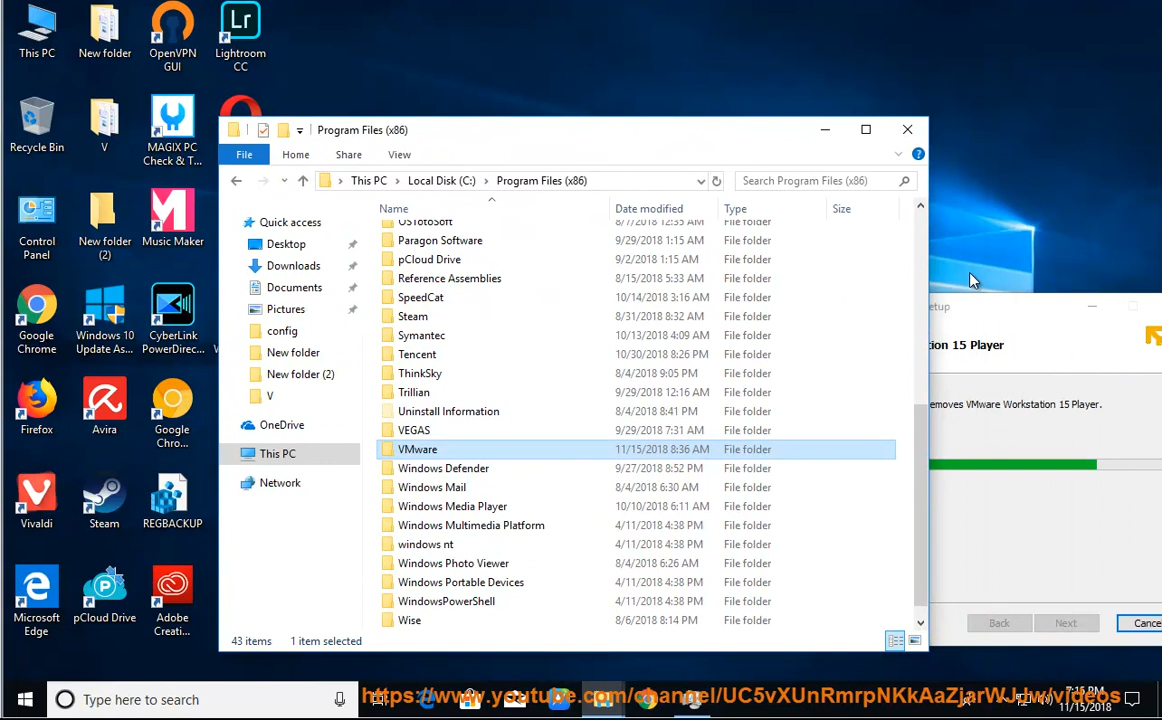 This PC
New folder
OpenVPN
GUI
Lightroom
CC
Recycle Bin
V
MAGIX PC
Check & T...
Control
Panel
New folder
(2)
Music Maker
Google
Chrome
Windows 10
Update As...
CyberLink
PowerDirec...
Firefox
Avira
Google
Chro...
Vivaldi
Steam
REGBACKUP
Microsoft
Edge
pCloud Drive
Adobe
Creati...
Program Files (x86)
File
Home
Share
View
This PC
Local Disk (C:)
Program Files (x86)
Search Program Files (x86)
Quick access
Desktop
Downloads
Documents
Pictures
config
New folder
New folder (2)
V
OneDrive
This PC
Network
Name Date modified Type Size
OSTotoSoft 8/7/2018 12:35 AM File folder
Paragon Software 9/29/2018 1:15 AM File folder
pCloud Drive 9/2/2018 1:15 AM File folder
Reference Assemblies 8/15/2018 5:33 AM File folder
SpeedCat 10/14/2018 3:16 AM File folder
Steam 8/31/2018 8:32 AM File folder
Symantec 10/13/2018 4:09 AM File folder
Tencent 10/30/2018 8:26 PM File folder
ThinkSky 8/4/2018 9:05 PM File folder
Trillian 9/29/2018 12:16 AM File folder
Uninstall Information 8/4/2018 8:41 PM File folder
VEGAS 9/29/2018 7:31 AM File folder
VMware 11/15/2018 8:36 AM File folder
Windows Defender 9/27/2018 8:52 PM File folder
Windows Mail 8/4/2018 6:30 AM File folder
Windows Media Player 10/10/2018 6:11 AM File folder
Windows Multimedia Platform 4/11/2018 4:38 PM File folder
windows nt 4/11/2018 4:38 PM File folder
Windows Photo Viewer 8/4/2018 6:26 AM File folder
Windows Portable Devices 4/11/2018 4:38 PM File folder
WindowsPowerShell 4/11/2018 4:38 PM File folder
Wise 8/6/2018 8:14 PM File folder
43 items 1 item selected
etup
ion 15 Player
emoves VMware Workstation 15 Player.
Back
Next
Cance
Type here to search
7:15 PM
11/15/2018